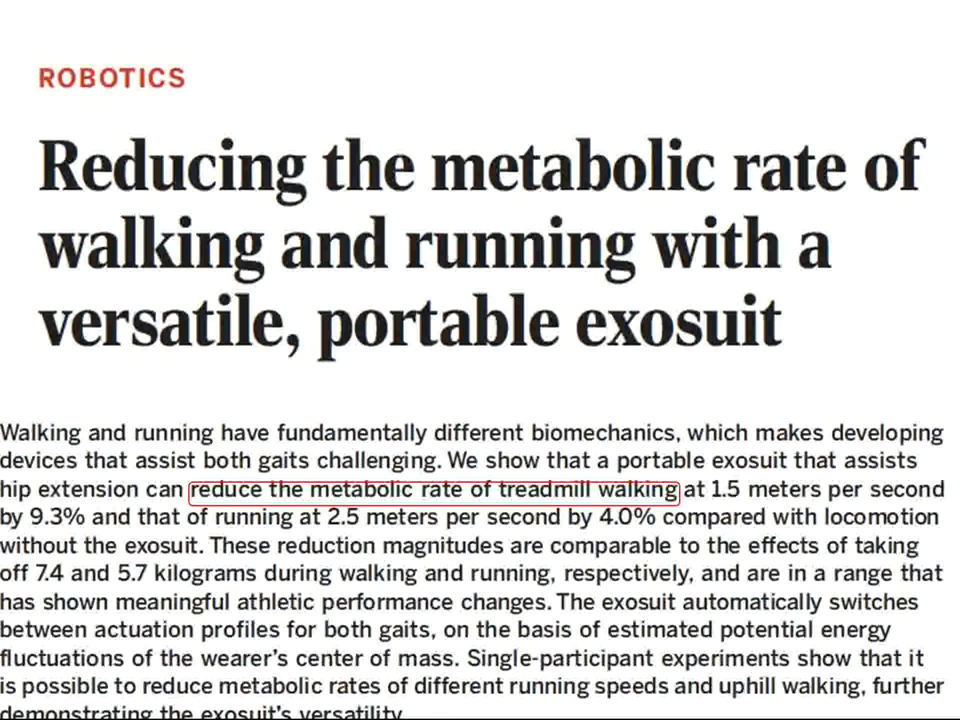 ROBOTICS
Reducing the metabolic rate of
walking and running with a
versatile, portable exosuit
Walking and running have fundamentally different biomechanics, which makes developing
devices that assist both gaits challenging. We show that a portable exosuit that assists
hip extension can reduce the metabolic rate of treadmill walking at 1.5 meters per second
by 9.3% and that of running at 2.5 meters per second by 4.0% compared with locomotion
without the exosuit. These reduction magnitudes are comparable to the effects of taking
off 7.4 and 5.7 kilograms during walking and running, respectively, and are in a range that
has shown meaningful athletic performance changes. The exosuit automatically switches
between actuation profiles for both gaits, on the basis of estimated potential energy
fluctuations of the wearer's center of mass. Single-participant experiments show that it
is possible to reduce metabolic rates of different running speeds and uphill walking, further
demonstrating the exosuit's versatility.